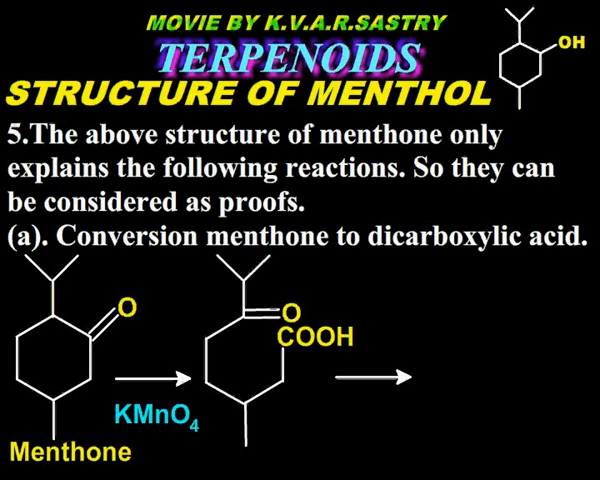 MOVIE BY K.V.A.R.SASTRY
TERPENOIDS
OH
STRUCTURE OF MENTHOL
5.The above structure of menthone only
explains the following reactions. So they can
be considered as proofs.
(a). Conversion menthone to dicarboxylic acid.
O
O
COOH
KMnO4
Menthone